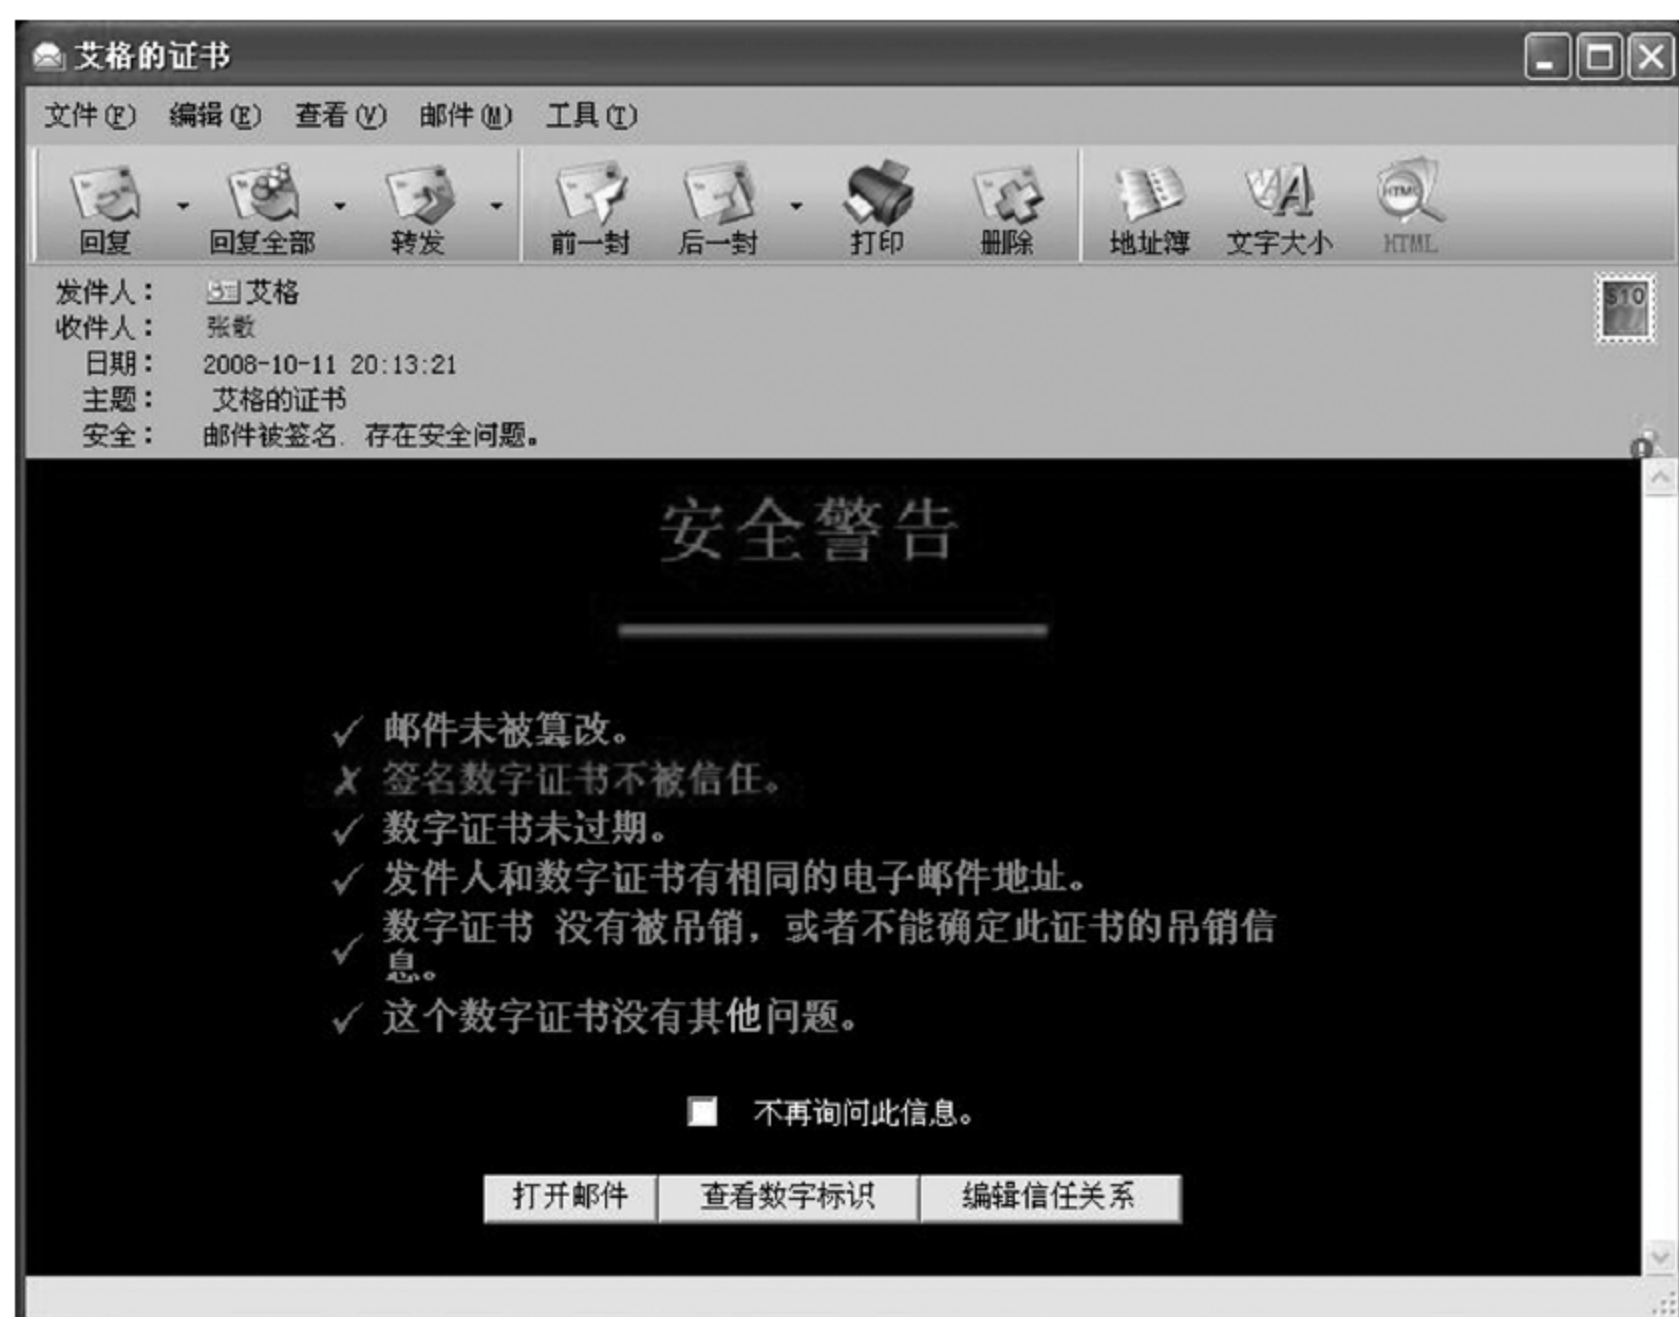 艾格的证书
文件(F) 编辑(E) 查看(V) 邮件(M) 工具(T)
回复 回复全部 转发 前一封 后一封 打印 删除 地址簿 文字大小 HTML
HTML
发件人： 艾格
收件人： 张敏
日期： 2008-10-11 20:13:21
主题： 艾格的证书
安全： 邮件被签名. 存在安全问题。
$10
安全警告
✓ 邮件未被篡改。
✗ 签名数字证书不被信任。
✓ 数字证书未过期。
✓ 发件人和数字证书有相同的电子邮件地址。
✓ 数字证书 没有被吊销，或者不能确定此证书的吊销信
息。
✓ 这个数字证书没有其他问题。
不再询问此信息。
打开邮件 查看数字标识 编辑信任关系